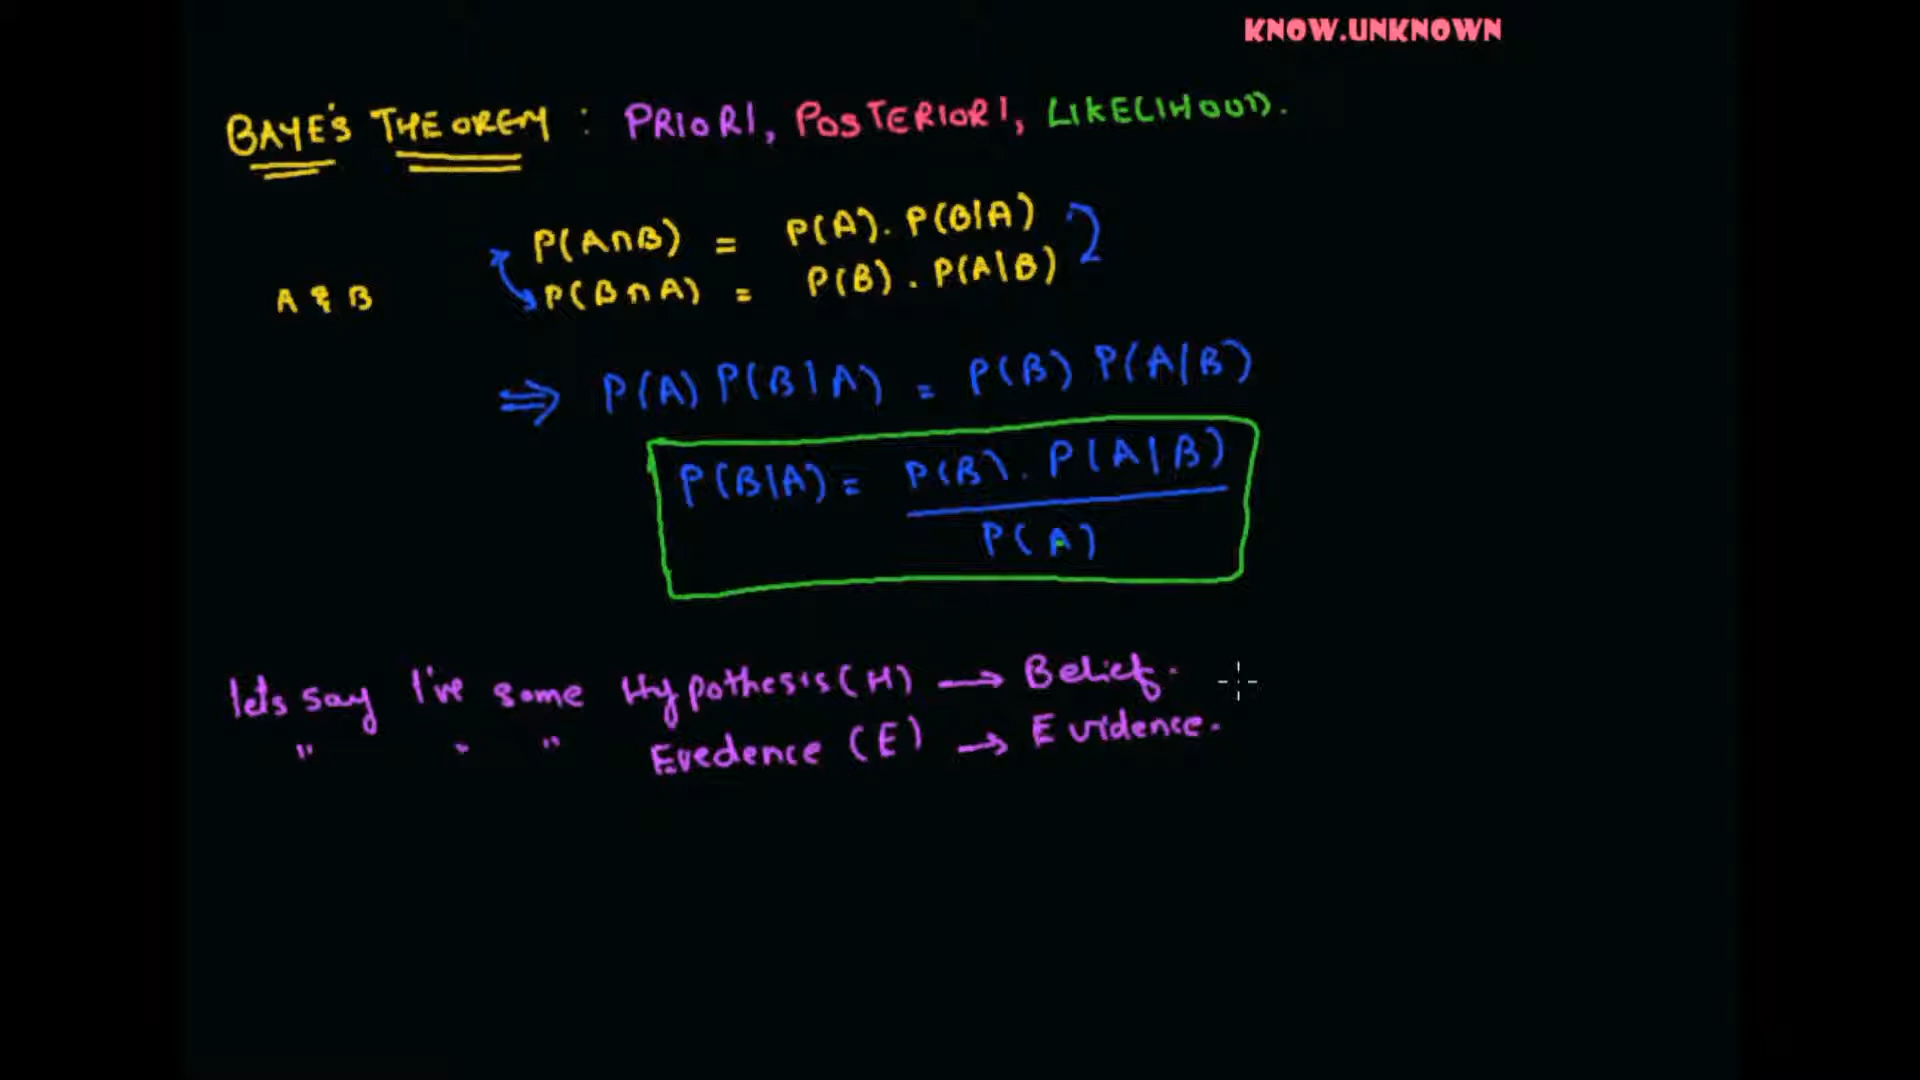 KNOW.UNKNOWN
BAYE'S THEOREM : PRIORI, POSTERIORI, LIKELIHOOD.
P(A∩B) = P(A). P(B|A)
A & B P(B∩A) = P(B). P(A|B)
⇒ P(A) P(B|A) = P(B) P(A|B)
P(B|A) = P(B). P(A|B)
P(A)
lets say I've some Hypothesis(H) → Belief.
" " " Evedence (E) → Evidence.